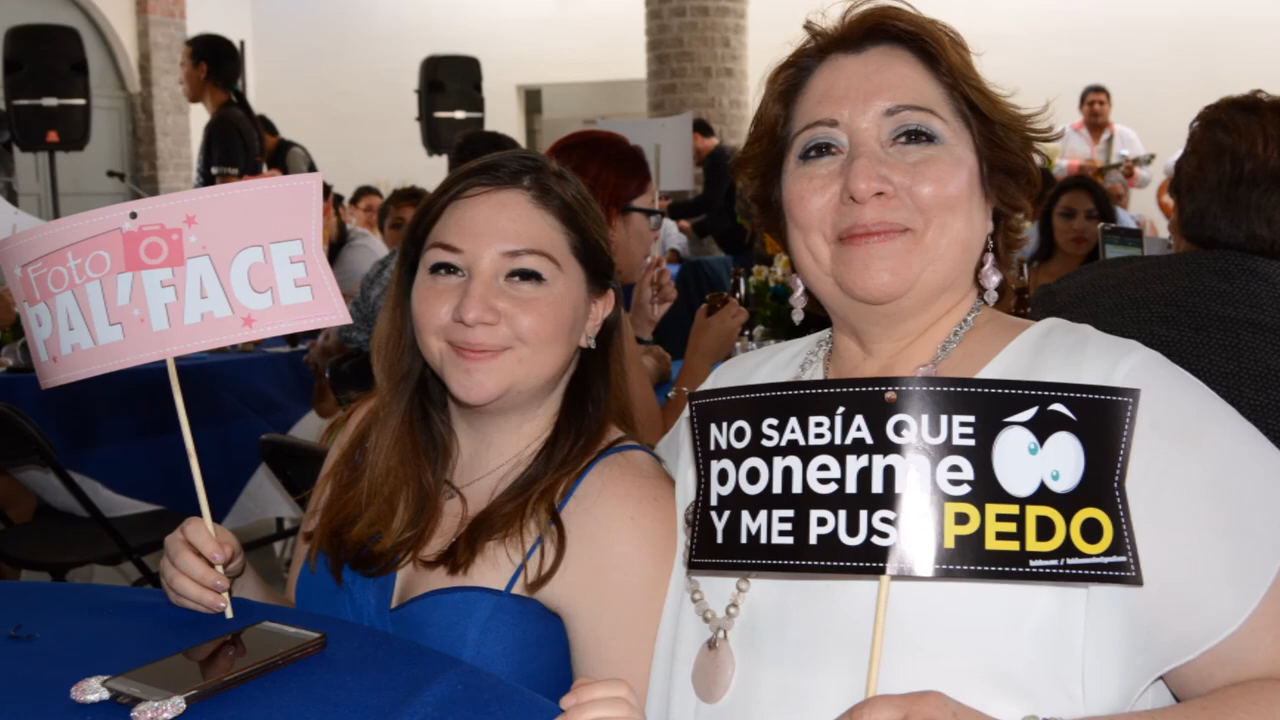 Foto
PAL'FACE
NO SABÍA QUE
ponerme
Y ME PUSE PEDO